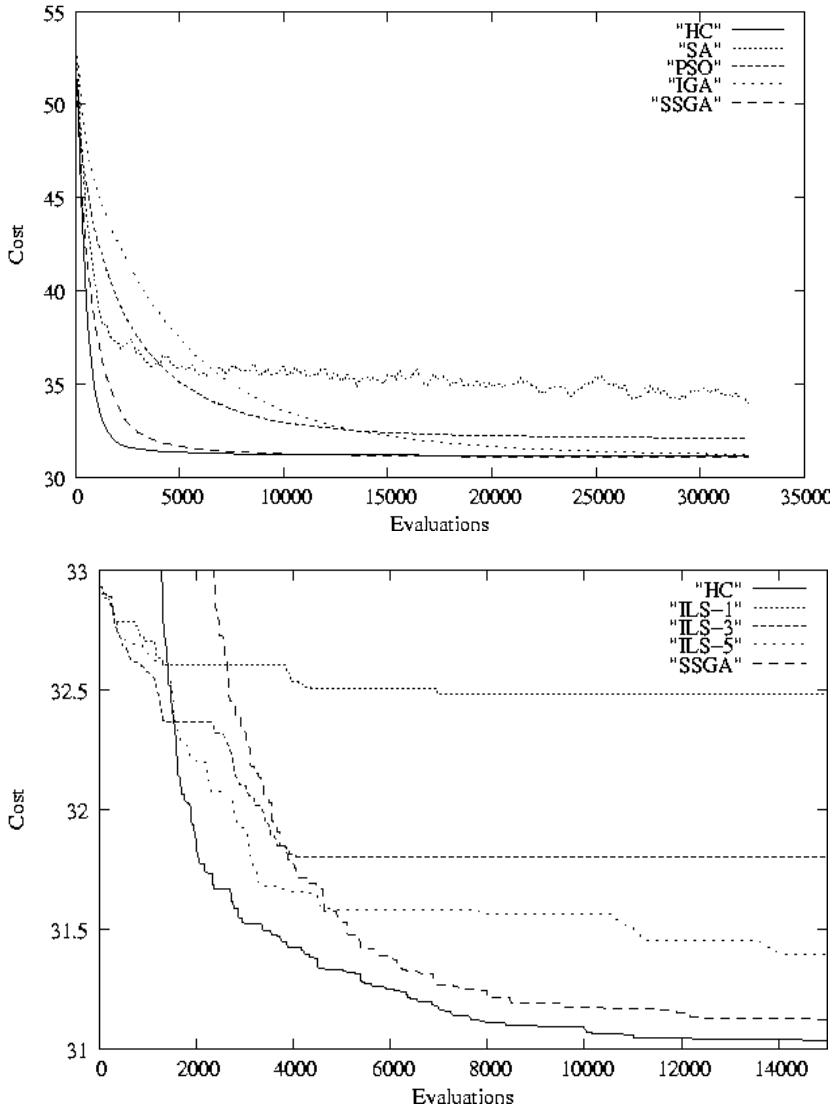 55
50
45
40
35
30
Cost
"HC"
"SA"
"PSO"
"IGA"
"SSGA"
0 5000 10000 15000 20000 25000 30000 35000
Evaluations
33
32.5
32
31.5
31
Cost
"HC"
"ILS-1"
"ILS-3"
"ILS-5"
"SSGA"
0 2000 4000 6000 8000 10000 12000 14000
Evaluations